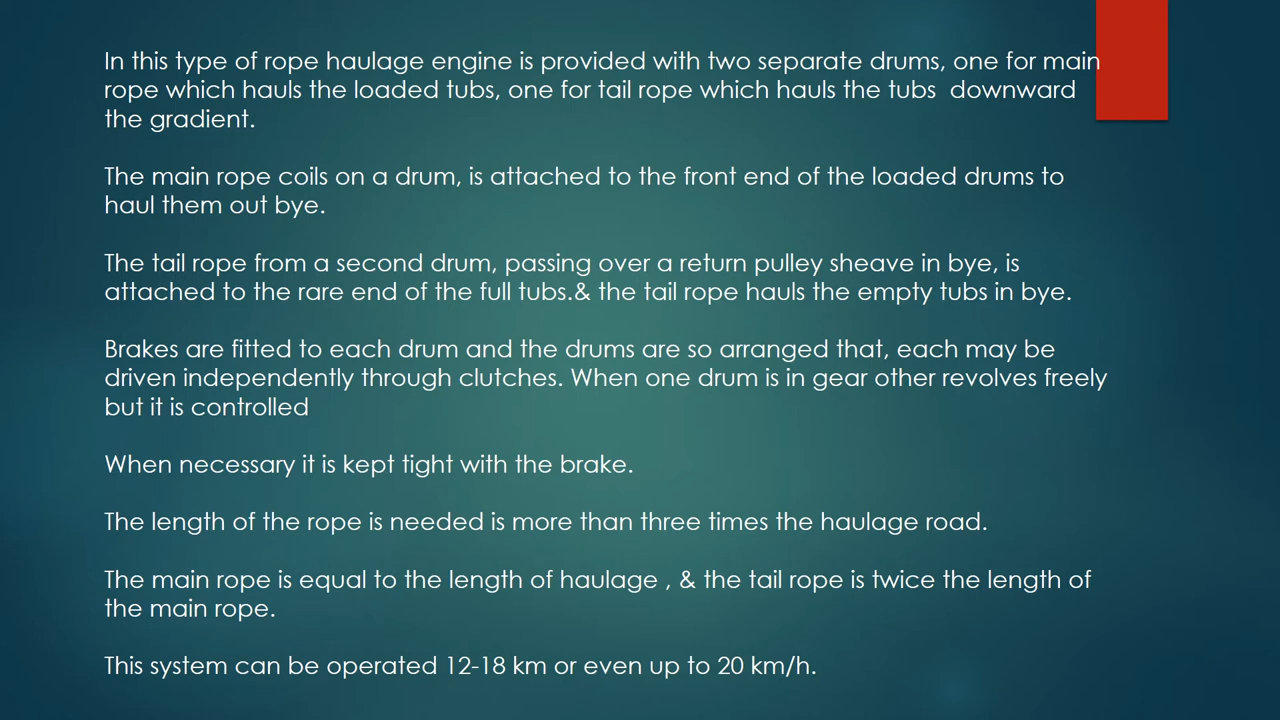 In this type of rope haulage engine is provided with two separate drums, one for main
rope which hauls the loaded tubs, one for tail rope which hauls the tubs  downward
the gradient.
The main rope coils on a drum, is attached to the front end of the loaded drums to
haul them out bye.
The tail rope from a second drum, passing over a return pulley sheave in bye, is
attached to the rare end of the full tubs.& the tail rope hauls the empty tubs in bye.
Brakes are fitted to each drum and the drums are so arranged that, each may be
driven independently through clutches. When one drum is in gear other revolves freely
but it is controlled
When necessary it is kept tight with the brake.
The length of the rope is needed is more than three times the haulage road.
The main rope is equal to the length of haulage , & the tail rope is twice the length of
the main rope.
This system can be operated 12-18 km or even up to 20 km/h.